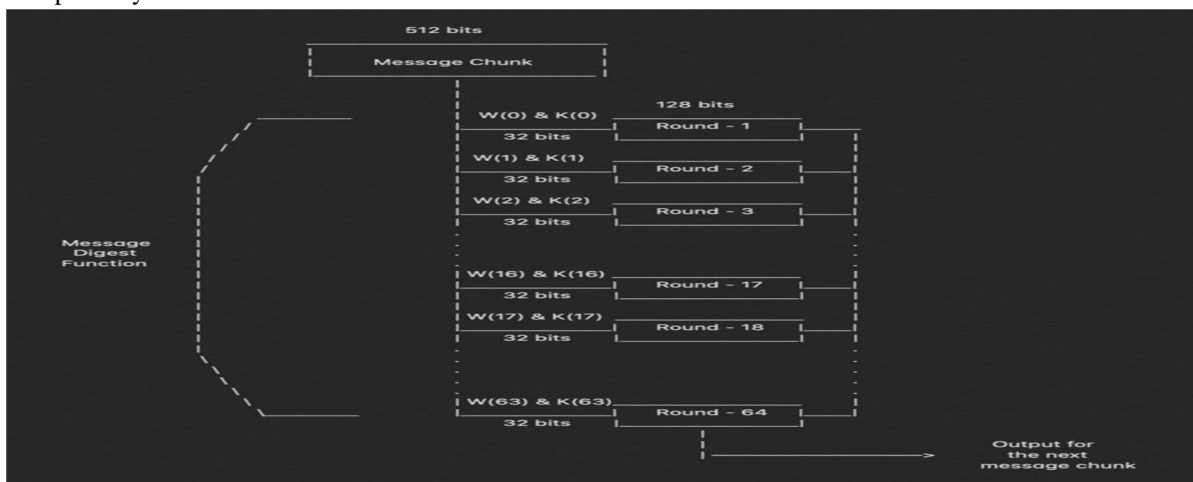 512 bits
Message Chunk
128 bits
W(0) & K(0)
Round - 1
32 bits
W(1) & K(1)
Round - 2
32 bits
W(2) & K(2)
Round - 3
32 bits
Message
Digest
Function
W(16) & K(16)
Round - 17
32 bits
W(17) & K(17)
Round - 18
32 bits
W(63) & K(63)
Round - 64
32 bits
Output for
the next
message chunk